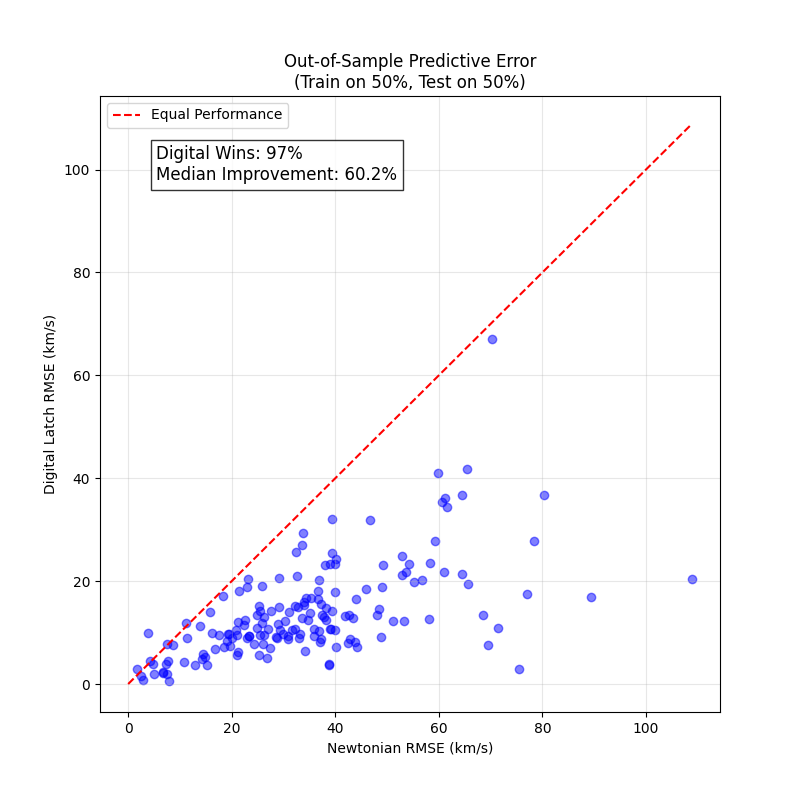 Out-of-Sample Predictive Error
(Train on 50%, Test on 50%)
Equal Performance
Digital Wins: 97%
Median Improvement: 60.2%
Digital Latch RMSE (km/s)
100
80
60
40
20
0
0 20 40 60 80 100
Newtonian RMSE (km/s)